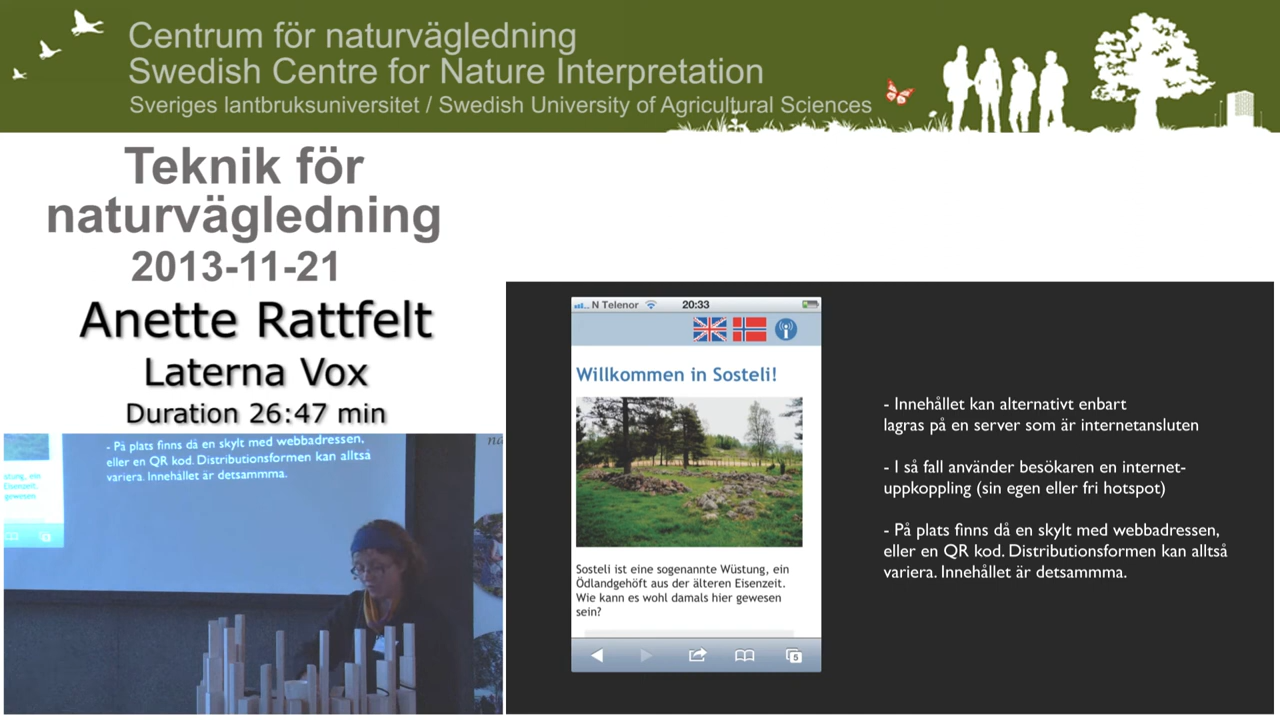 Centrum för naturvägledning
Swedish Centre for Nature Interpretation
Sveriges lantbruksuniversitet / Swedish University of Agricultural Sciences
Teknik för
naturvägledning
2013-11-21
Anette Rattfelt
Laterna Vox
Duration 26:47 min
- På plats finns då en skylt med webbadressen,
eller en QR kod. Distributionsformen kan alltså
variera. Innehållet är detsammma.
N Telenor 20:33
Willkommen in Sosteli!
Sosteli ist eine sogenannte Wüstung, ein
Ödlandgehöft aus der älteren Eisenzeit.
Wie kann es wohl damals hier gewesen
sein?
5
- Innehållet kan alternativt enbart
lagras på en server som är internetansluten
- I så fall använder besökaren en internet-
uppkoppling (sin egen eller fri hotspot)
- På plats finns då en skylt med webbadressen,
eller en QR kod. Distributionsformen kan alltså
variera. Innehållet är detsammma.